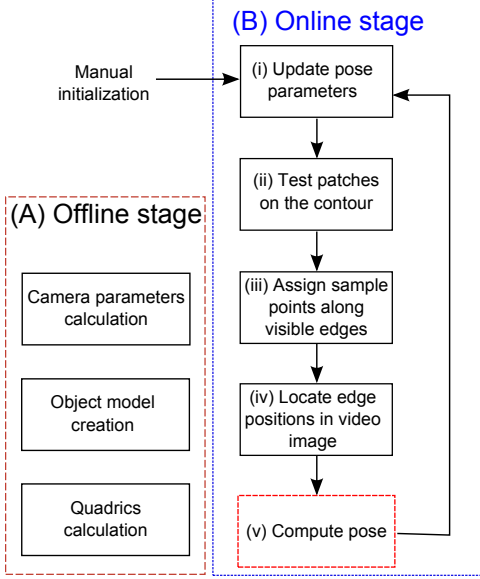 (B) Online stage
Manual
initialization
(i) Update pose
parameters
(ii) Test patches
on the contour
(A) Offline stage
Camera parameters
calculation
Object model
creation
Quadrics
calculation
(iii) Assign sample
points along
visible edges
(iv) Locate edge
positions in video
image
(v) Compute pose